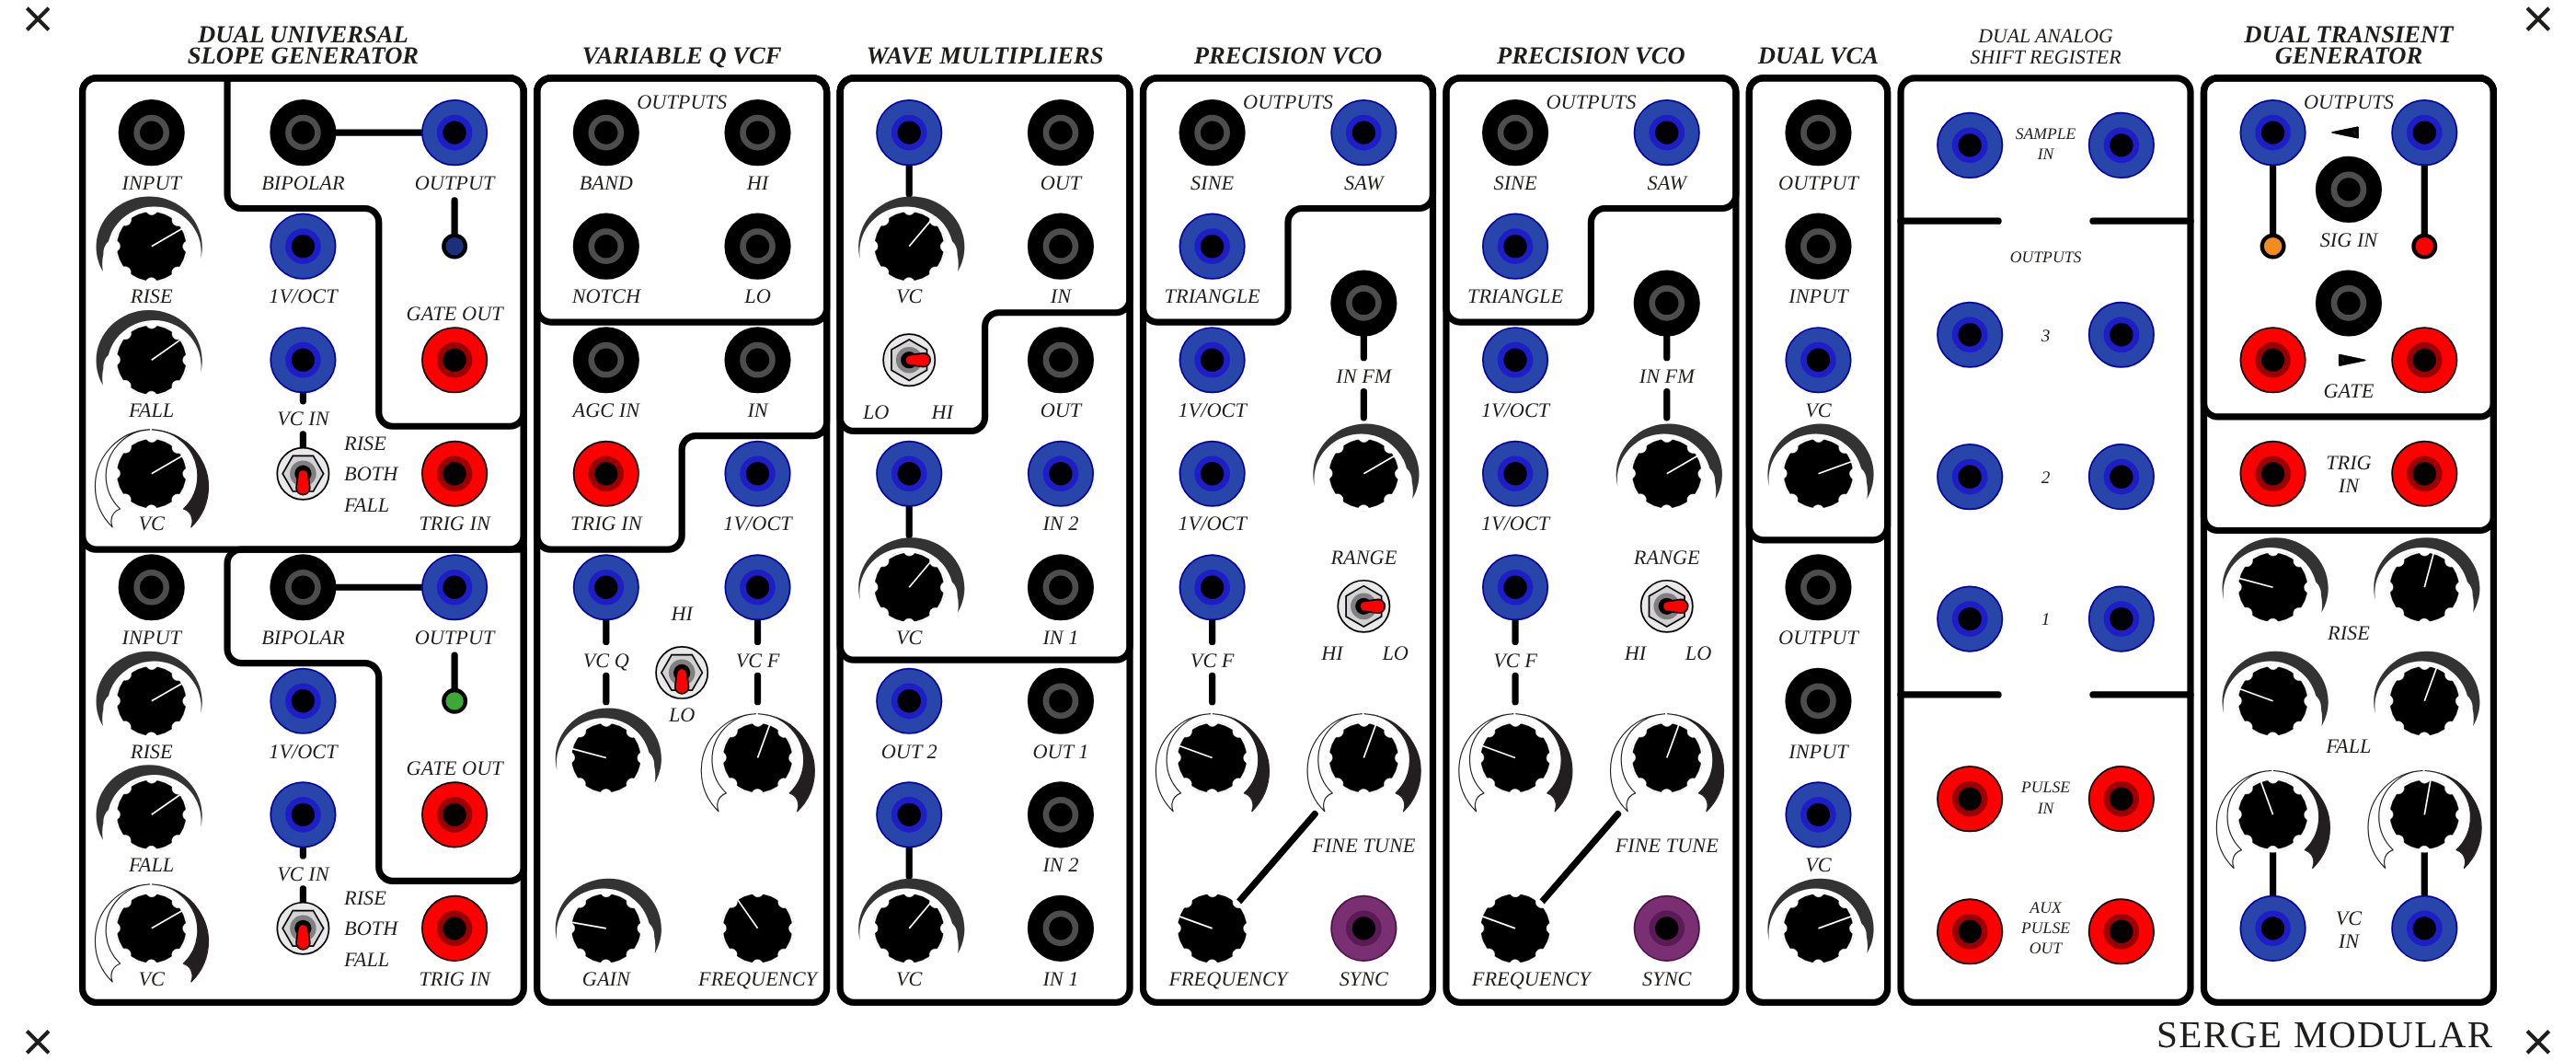 DUAL UNIVERSAL
SLOPE GENERATOR
INPUT
BIPOLAR
OUTPUT
RISE
1V/OCT
GATE OUT
FALL
VC IN
RISE
BOTH
FALL
VC
TRIG IN
INPUT
BIPOLAR
OUTPUT
RISE
1V/OCT
GATE OUT
FALL
VC IN
RISE
BOTH
FALL
VC
TRIG IN
VARIABLE Q VCF
OUTPUTS
BAND
HI
NOTCH
LO
AGC IN
IN
TRIG IN
1V/OCT
HI
VC Q
VC F
LO
GAIN
FREQUENCY
WAVE MULTIPLIERS
OUT
VC
IN
LO
HI
OUT
IN 2
VC
IN 1
OUT 2
OUT 1
IN 2
VC
IN 1
PRECISION VCO
OUTPUTS
SINE
SAW
TRIANGLE
IN FM
1V/OCT
1V/OCT
RANGE
VC F
HI
LO
FINE TUNE
FREQUENCY
SYNC
PRECISION VCO
OUTPUTS
SINE
SAW
TRIANGLE
IN FM
1V/OCT
1V/OCT
RANGE
VC F
HI
LO
FINE TUNE
FREQUENCY
SYNC
DUAL VCA
OUTPUT
INPUT
VC
OUTPUT
INPUT
VC
DUAL ANALOG
SHIFT REGISTER
SAMPLE
IN
OUTPUTS
3
2
1
PULSE
IN
AUX
PULSE
OUT
DUAL TRANSIENT
GENERATOR
OUTPUTS
SIG IN
GATE
TRIG
IN
RISE
FALL
VC
IN
SERGE MODULAR